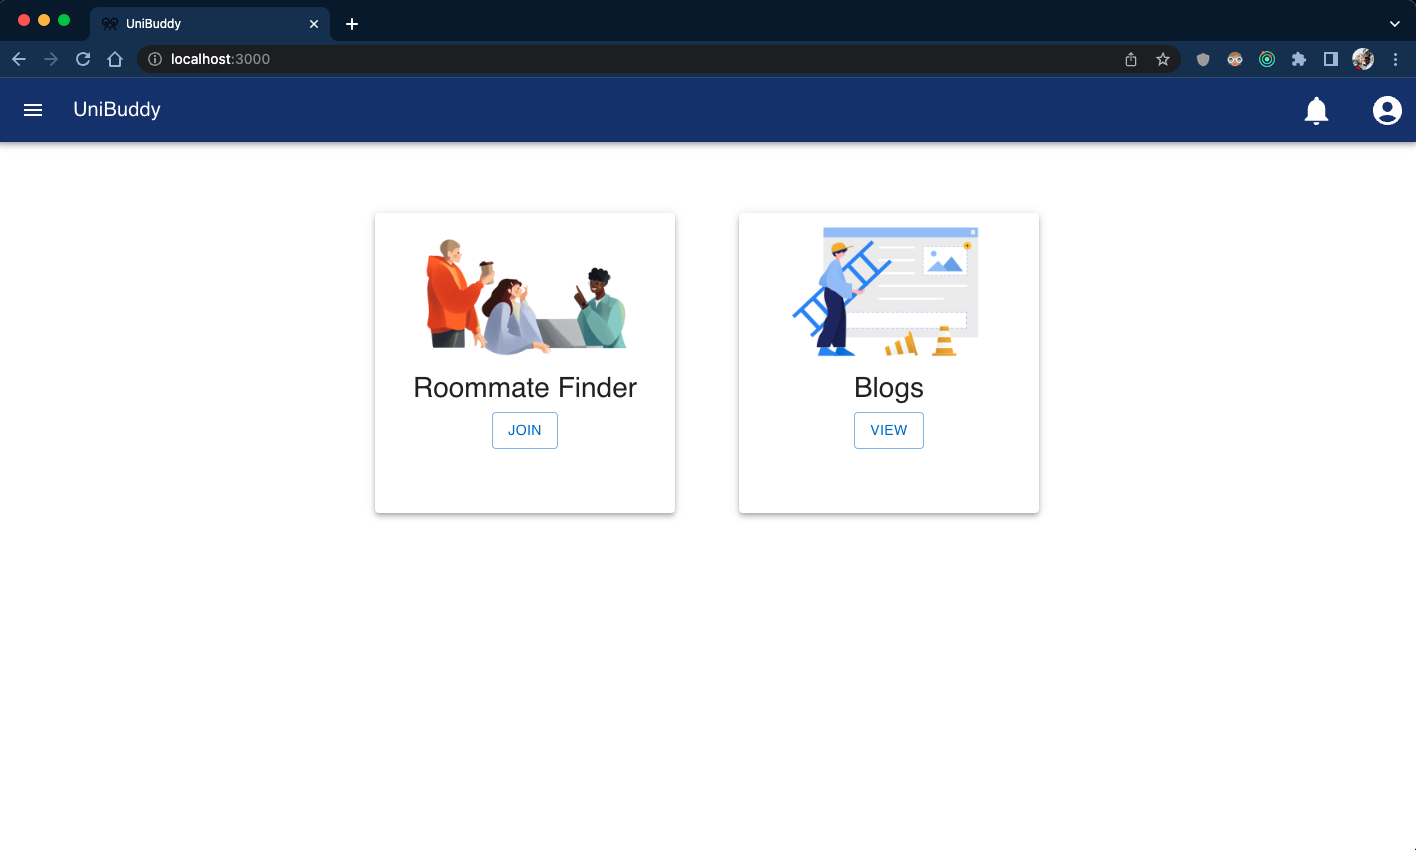 UniBuddy
localhost:3000
UniBuddy
Roommate Finder
JOIN
Blogs
VIEW